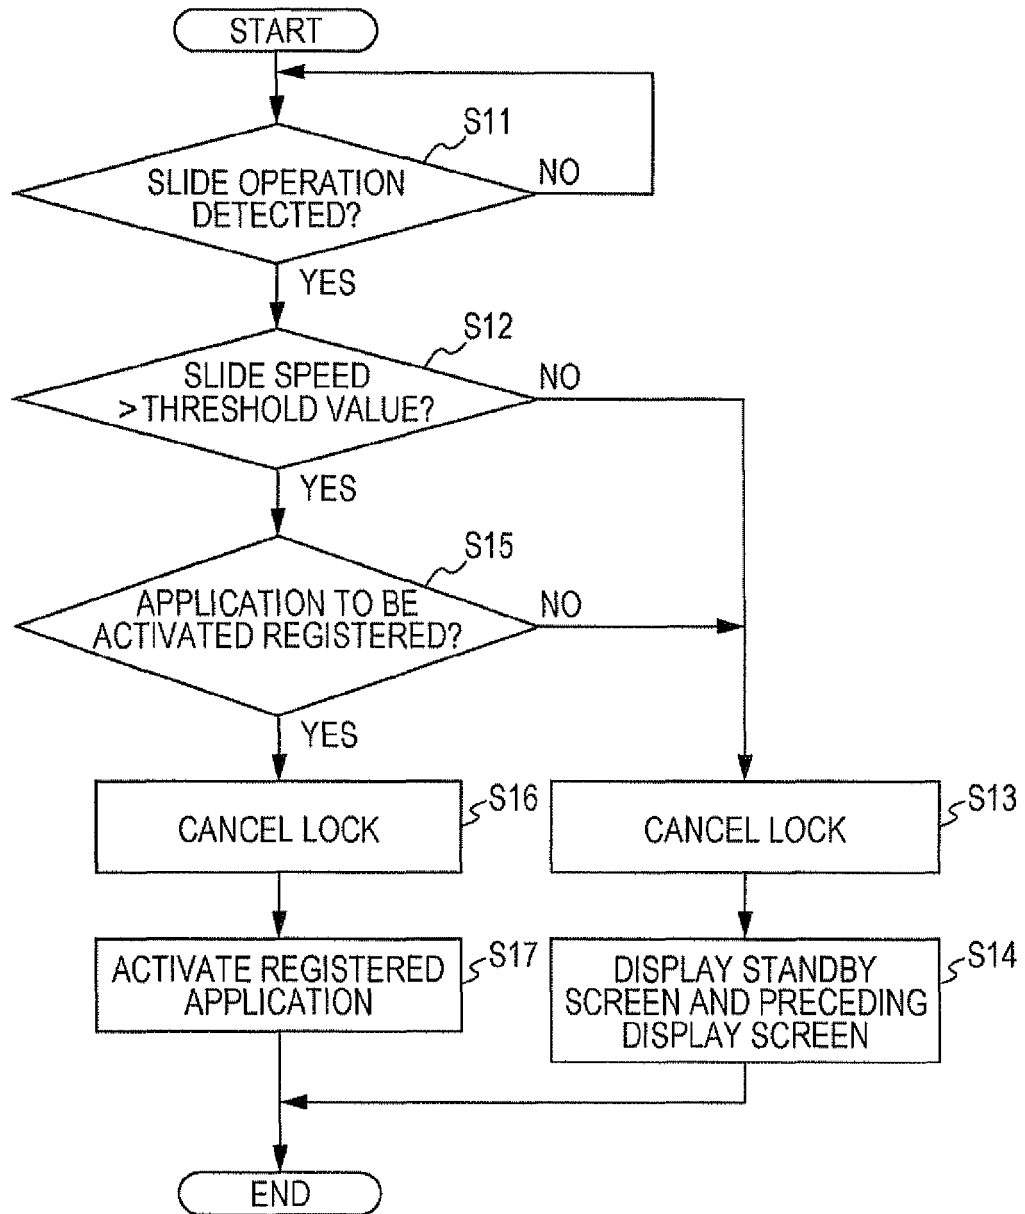 START
S11
SLIDE OPERATION
DETECTED?
NO
YES
S12
SLIDE SPEED
> THRESHOLD VALUE?
NO
YES
S15
APPLICATION TO BE
ACTIVATED REGISTERED?
NO
YES
S16
CANCEL LOCK
S13
CANCEL LOCK
S17
ACTIVATE REGISTERED
APPLICATION
S14
DISPLAY STANDBY
SCREEN AND PRECEDING
DISPLAY SCREEN
END